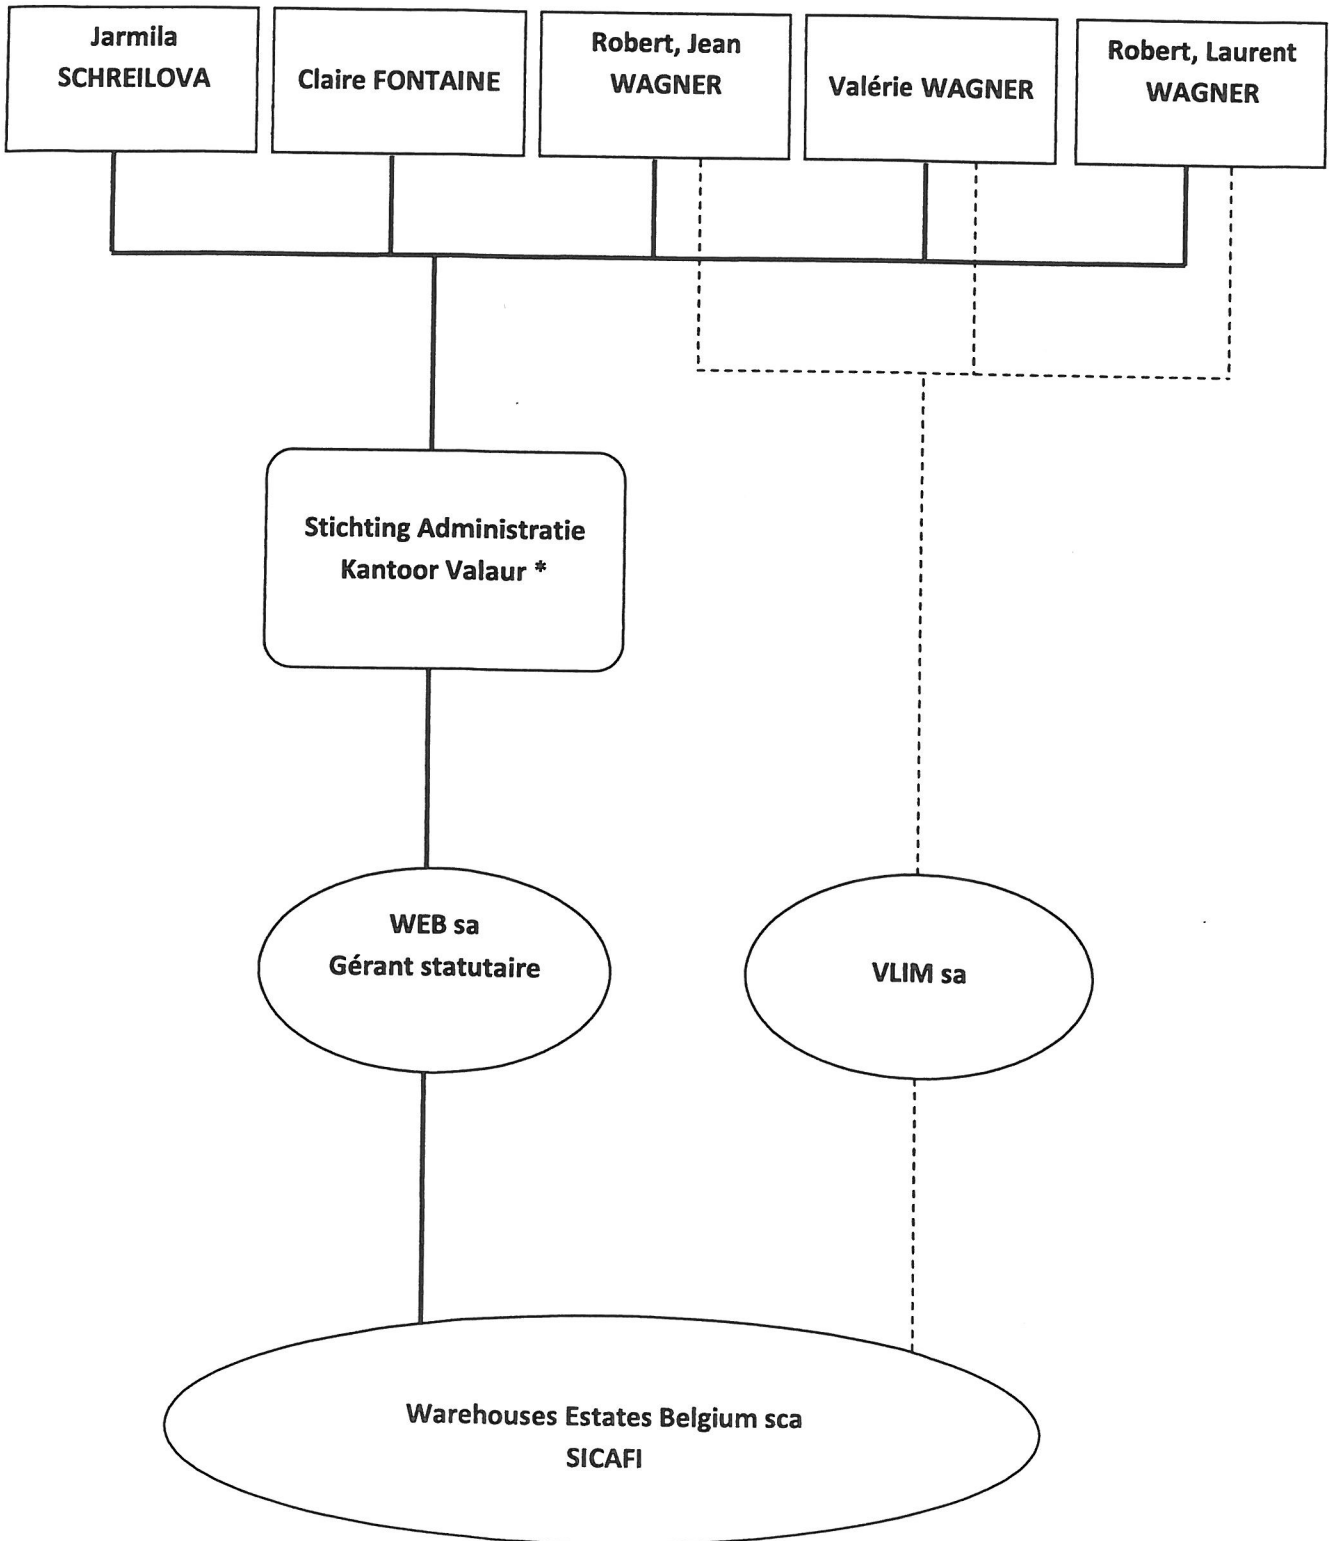 Jarmila
SCHREILOVA
Claire FONTAINE
Robert, Jean
WAGNER
Valérie WAGNER
Robert, Laurent
WAGNER
Stichting Administratie
Kantoor Valaur *
WEB sa
Gérant statutaire
VLIM sa
Warehouses Estates Belgium sca
SICAFI